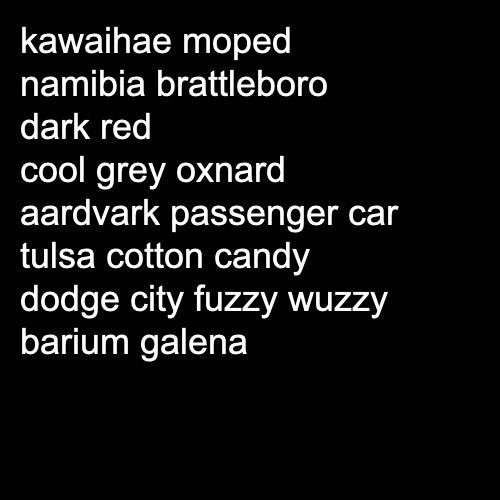 kawaihae moped
namibia brattleboro
dark red
cool grey oxnard
aardvark passenger car
tulsa cotton candy
dodge city fuzzy wuzzy
barium galena